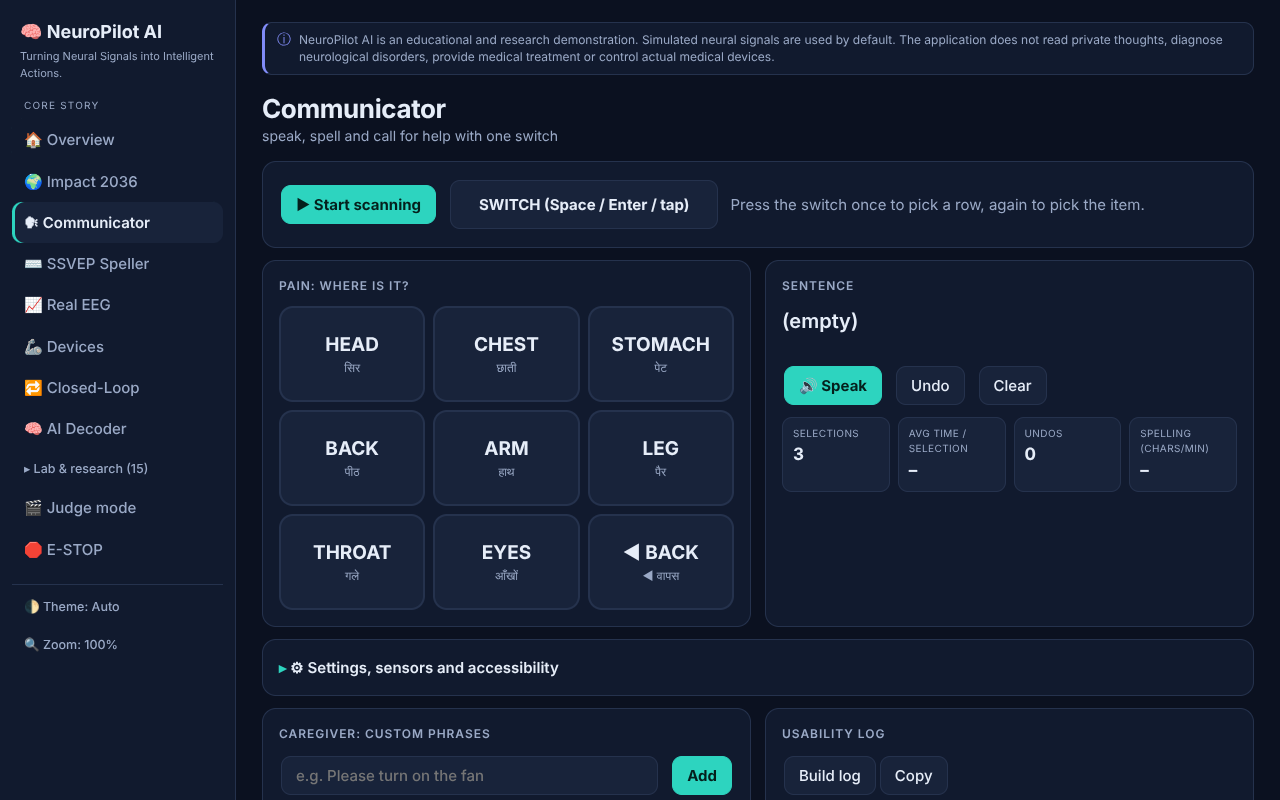 🧠 NeuroPilot AI
Turning Neural Signals into Intelligent
Actions.
CORE STORY
🏠 Overview
🌍 Impact 2036
🗣 Communicator
⌨️ SSVEP Speller
📈 Real EEG
🦾 Devices
🔁 Closed-Loop
🧠 AI Decoder
▸ Lab & research (15)
🎬 Judge mode
🛑 E-STOP
🌓 Theme: Auto
🔍 Zoom: 100%
ⓘ NeuroPilot AI is an educational and research demonstration. Simulated neural signals are used by default. The application does not read private thoughts, diagnose
neurological disorders, provide medical treatment or control actual medical devices.
Communicator
speak, spell and call for help with one switch
▶ Start scanning
SWITCH (Space / Enter / tap)
Press the switch once to pick a row, again to pick the item.
PAIN: WHERE IS IT?
HEAD
सिर
CHEST
छाती
STOMACH
पेट
BACK
पीठ
ARM
हाथ
LEG
पैर
THROAT
गले
EYES
आँखों
◀ BACK
◀ वापस
SENTENCE
(empty)
🔊 Speak
Undo
Clear
SELECTIONS
3
AVG TIME /
SELECTION
–
UNDOS
0
SPELLING
(CHARS/MIN)
–
▸ ⚙ Settings, sensors and accessibility
CAREGIVER: CUSTOM PHRASES
e.g. Please turn on the fan
Add
USABILITY LOG
Build log
Copy